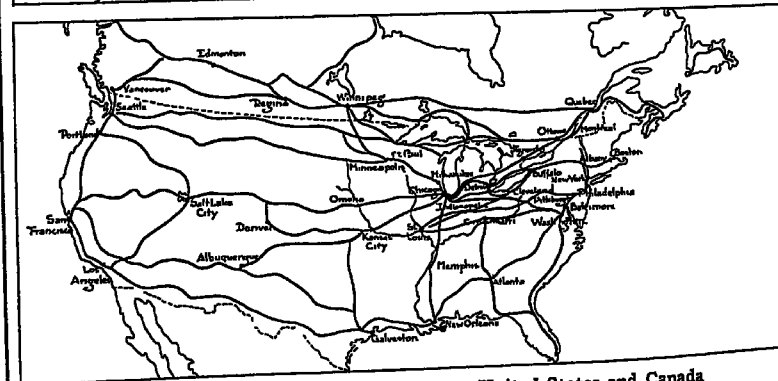 Edmonton
Vancouver
Seattle
Regina
Winnipeg
Quebec
Portland
Ottawa
Montreal
St Paul
Minneapolis
Milwaukee
Toronto
Albany
Boston
Buffalo
New York
Detroit
Cleveland
Chicago
Omaha
Salt Lake
City
Indianapolis
Pittsburg
Philadelphia
Baltimore
San
Francisco
Denver
Kansas
City
St
Louis
Cincinnati
Albuquerque
Los
Angeles
Memphis
Atlanta
Galveston
New Orleans
United States and Canada